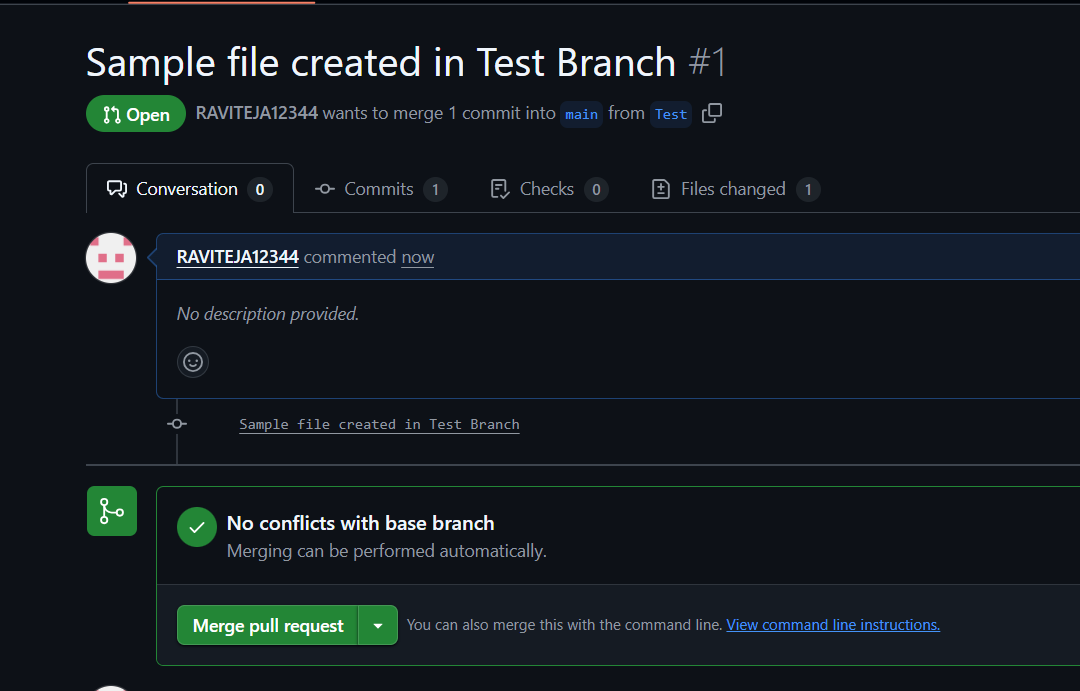 Sample file created in Test Branch #1
Open RAVITEJA12344 wants to merge 1 commit into main from Test
Conversation 0 Commits 1 Checks 0 Files changed 1
RAVITEJA12344 commented now
No description provided.
Sample file created in Test Branch
No conflicts with base branch
Merging can be performed automatically.
Merge pull request You can also merge this with the command line. View command line instructions.